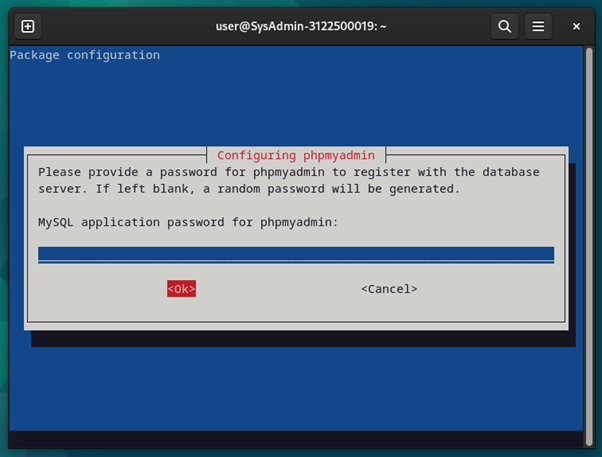 user@SysAdmin-3122500019: ~
Package configuration
Configuring phpmyadmin
Please provide a password for phpmyadmin to register with the database
server. If left blank, a random password will be generated.
MySQL application password for phpmyadmin:
<Ok> <Cancel>